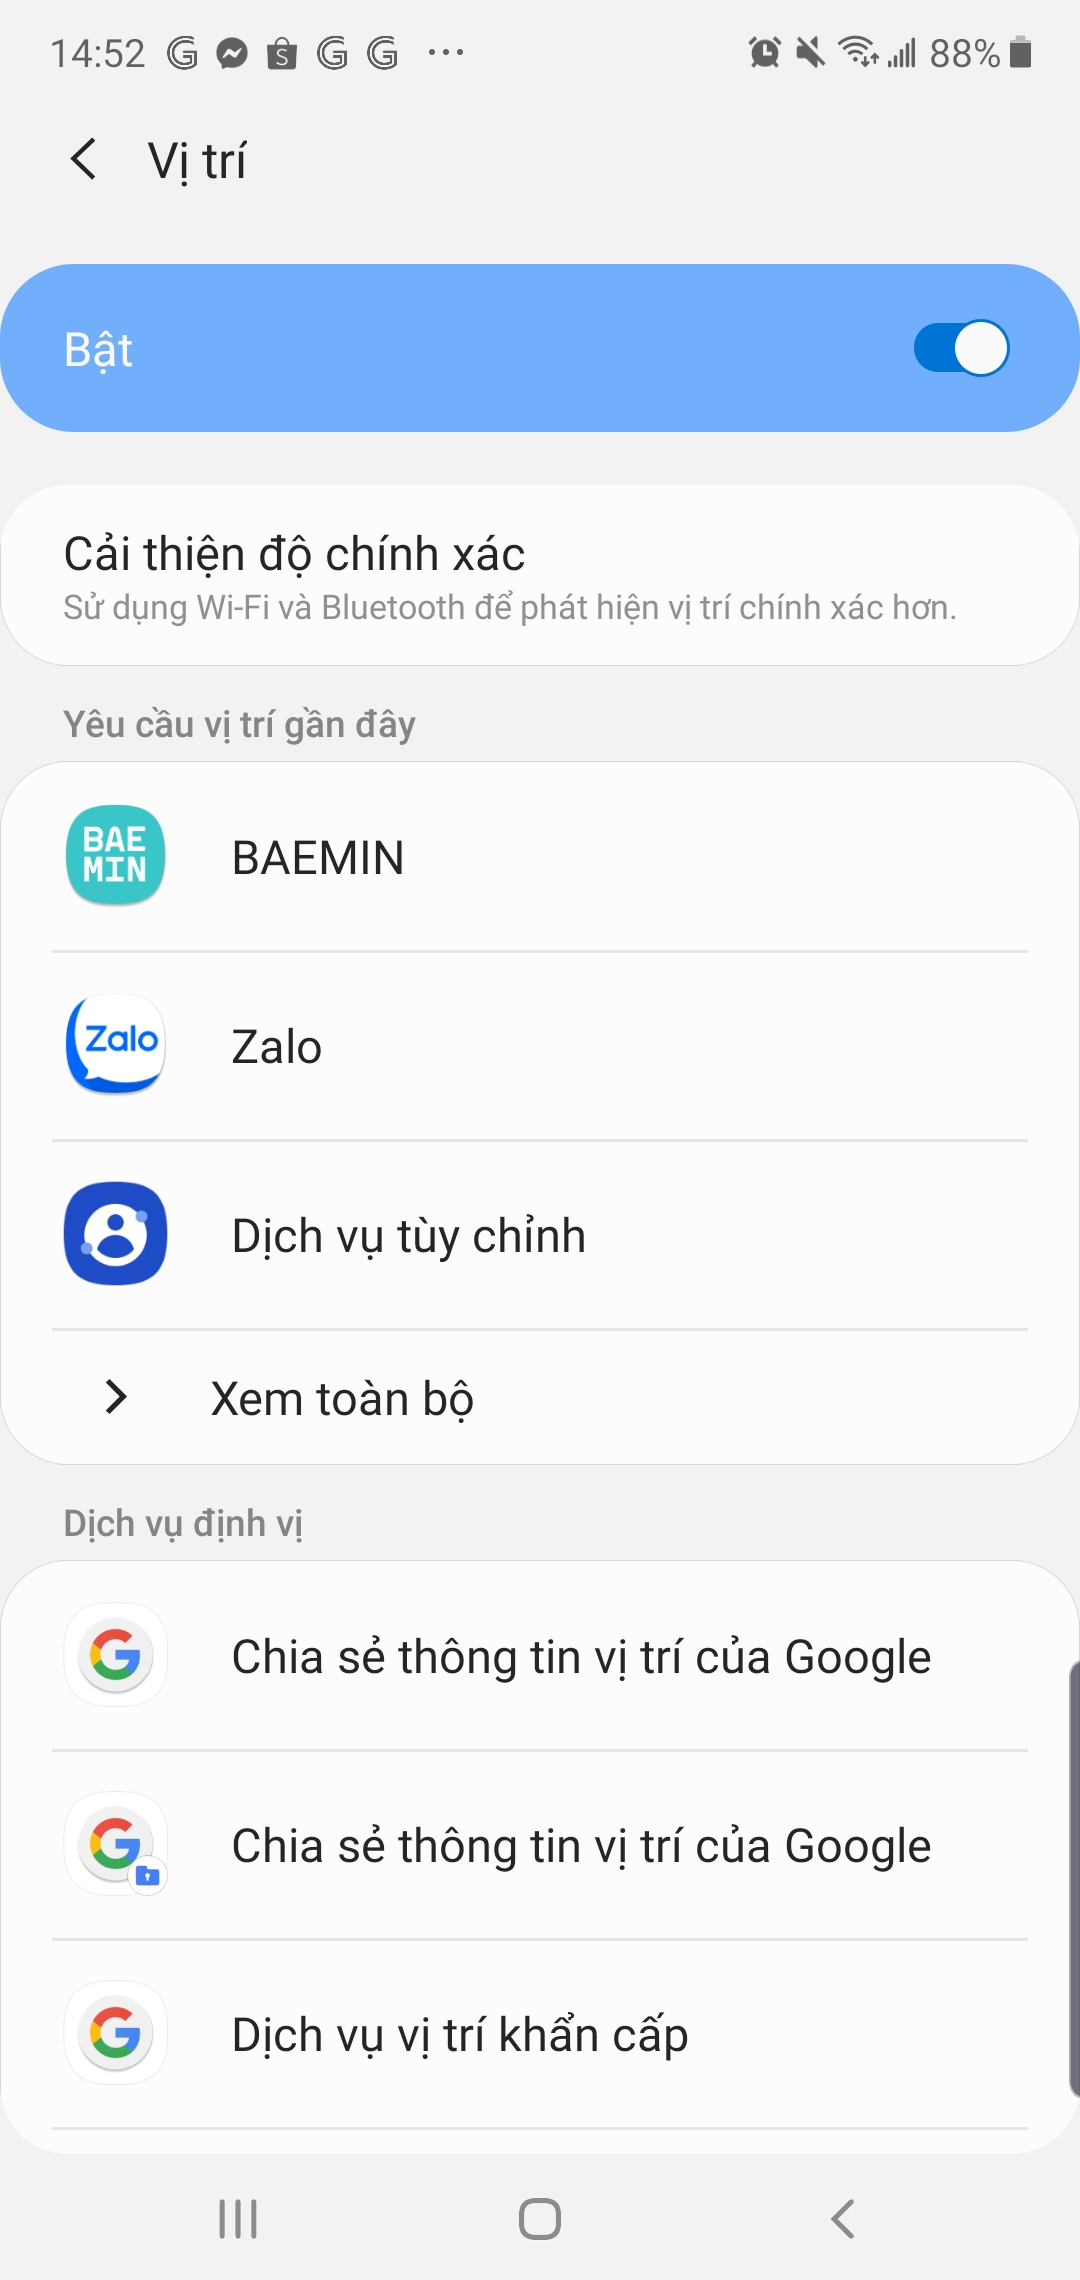 14:52
88%
Vị trí
Bật
Cải thiện độ chính xác
Sử dụng Wi-Fi và Bluetooth để phát hiện vị trí chính xác hơn.
Yêu cầu vị trí gần đây
BAE
MIN
BAEMIN
Zalo
Zalo
Dịch vụ tùy chỉnh
Xem toàn bộ
Dịch vụ định vị
Chia sẻ thông tin vị trí của Google
Chia sẻ thông tin vị trí của Google
Dịch vụ vị trí khẩn cấp